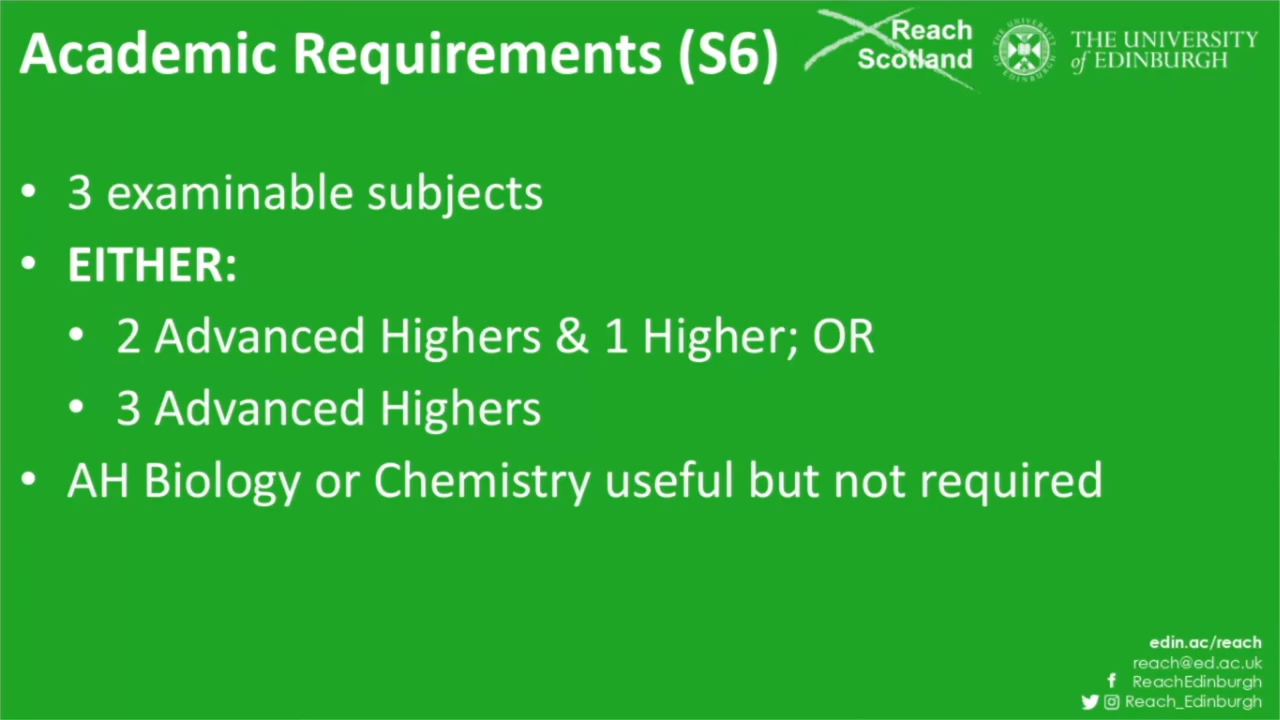 Academic Requirements (S6)
Reach
Scotland
THE UNIVERSITY
of EDINBURGH
• 3 examinable subjects
• EITHER:
• 2 Advanced Highers & 1 Higher; OR
• 3 Advanced Highers
• AH Biology or Chemistry useful but not required
edin.ac/reach
reach@ed.ac.uk
ReachEdinburgh
Reach_Edinburgh